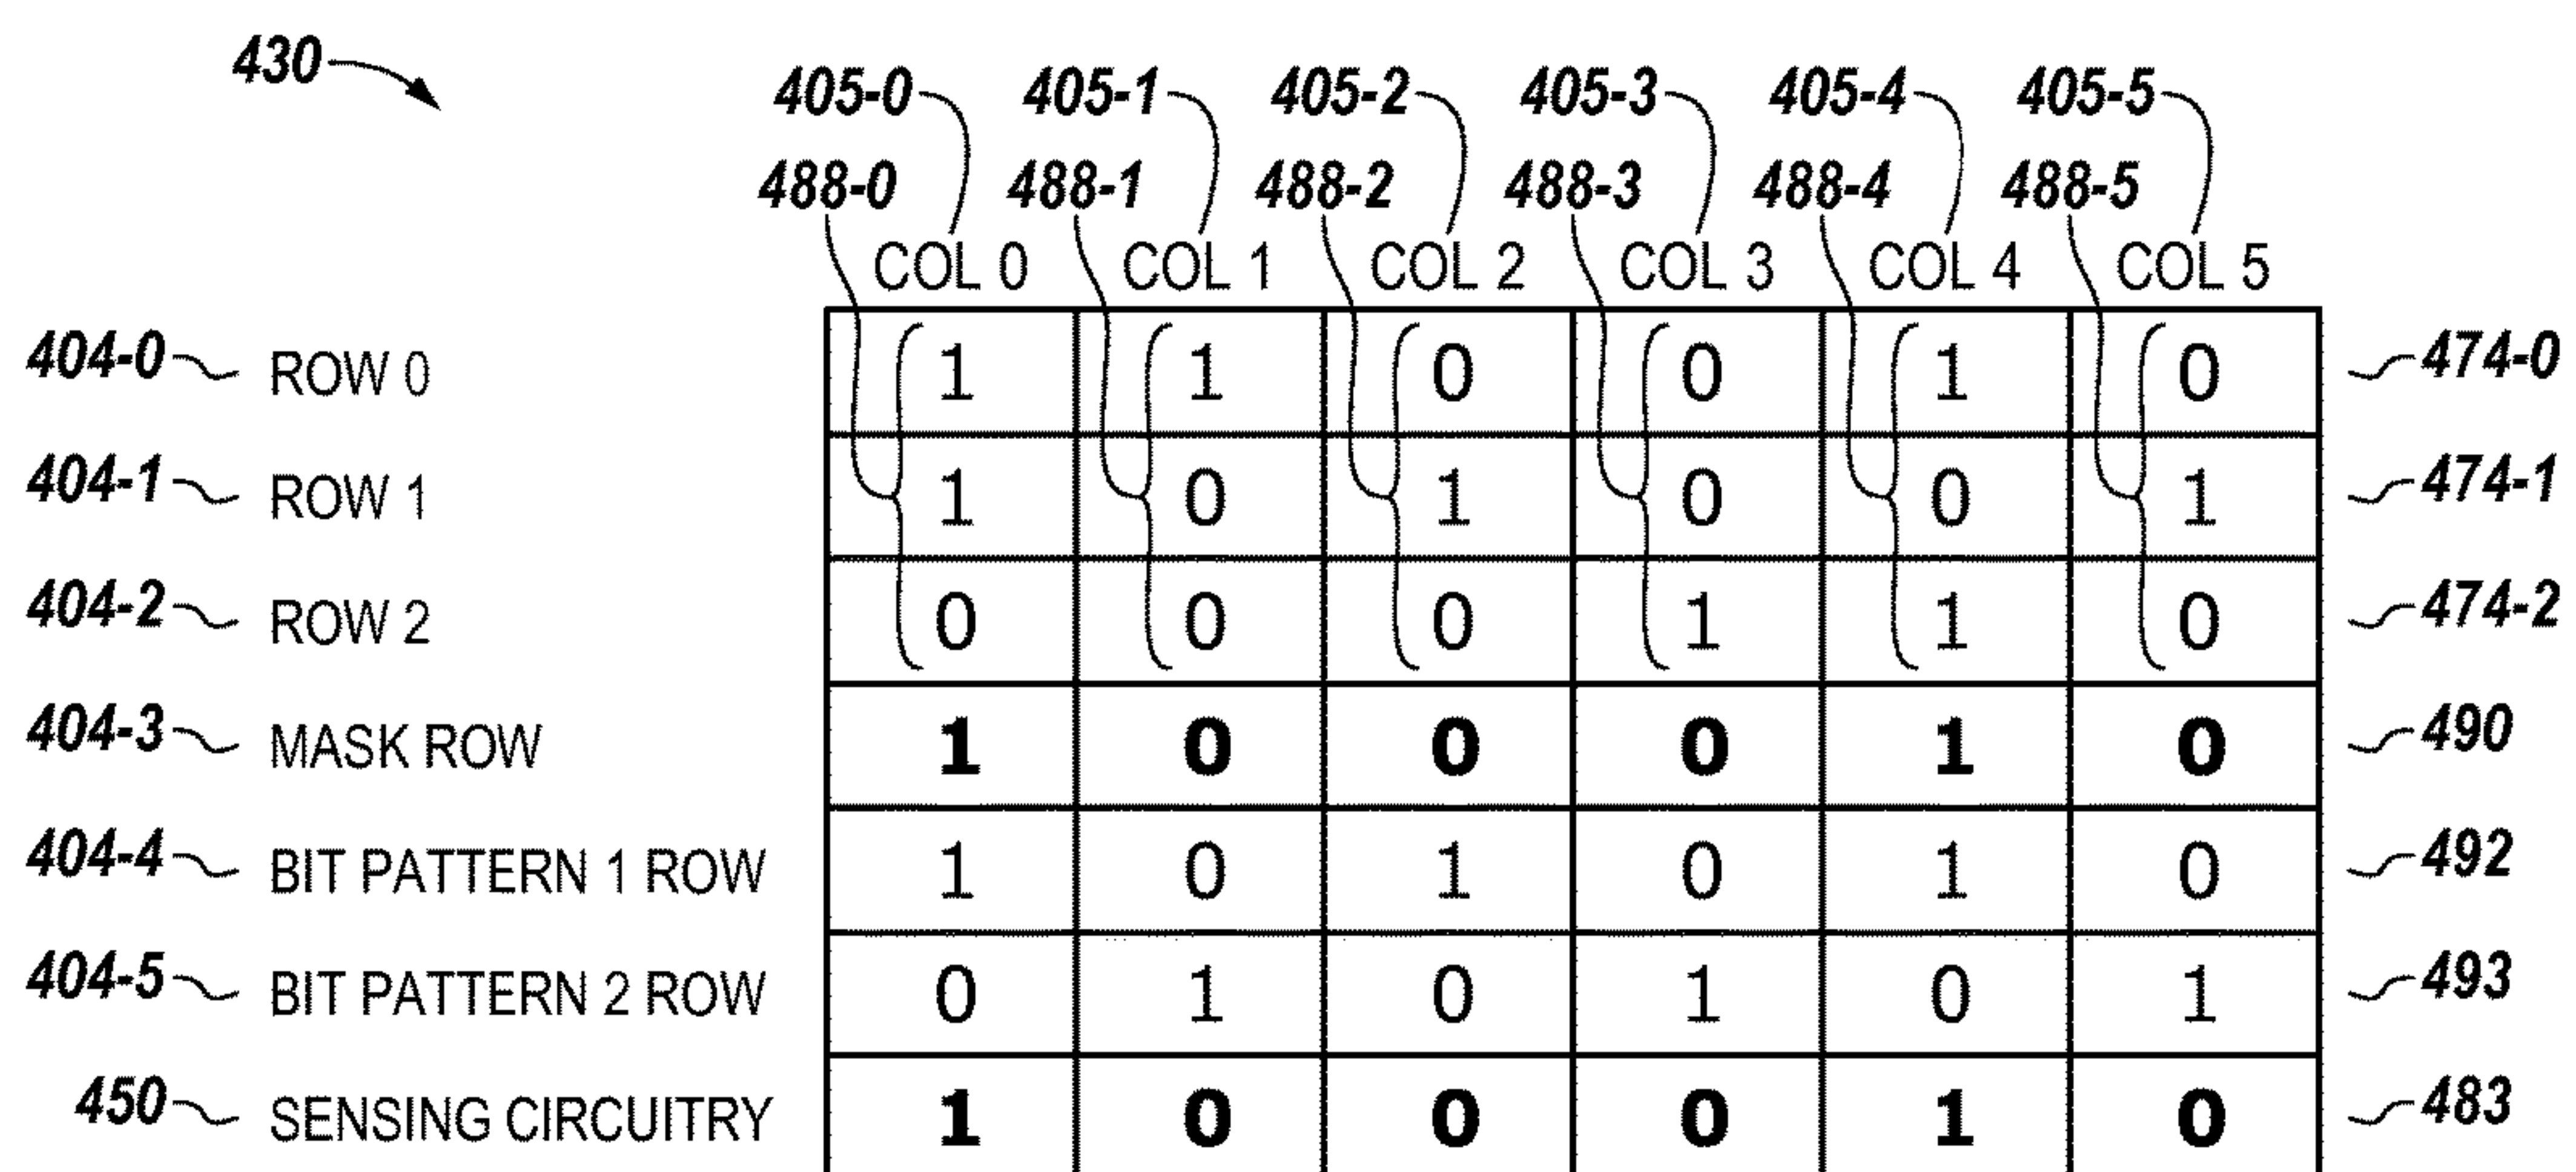 430
405-0 405-1 405-2 405-3 405-4 405-5
488-0 488-1 488-2 488-3 488-4 488-5
COL 0 COL 1 COL 2 COL 3 COL 4 COL 5
404-0 ROW 0 1 1 0 0 1 0 474-0
404-1 ROW 1 1 0 1 0 0 1 474-1
404-2 ROW 2 0 0 0 1 1 0 474-2
404-3 MASK ROW 1 0 0 0 1 0 490
404-4 BIT PATTERN 1 ROW 1 0 1 0 1 0 492
404-5 BIT PATTERN 2 ROW 0 1 0 1 0 1 493
450 SENSING CIRCUITRY 1 0 0 0 1 0 483